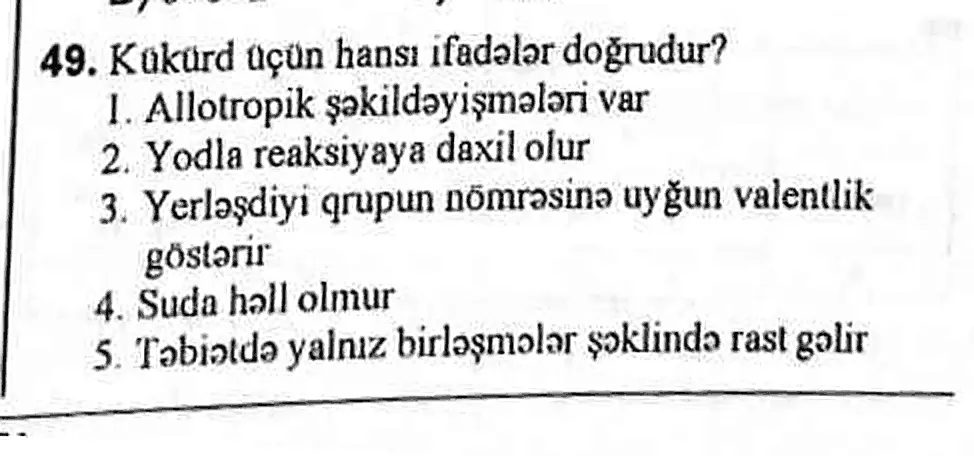 49. Kükürd üçün hansı ifadələr doğrudur?
1. Allotropik şəkildəyişmələri var
2. Yodla reaksiyaya daxil olur
3. Yerləşdiyi qrupun nömrəsinə uyğun valentlik
göstərir
4. Suda həll olmur
5. Təbiətdə yalnız birləşmələr şəklində rast gəlir